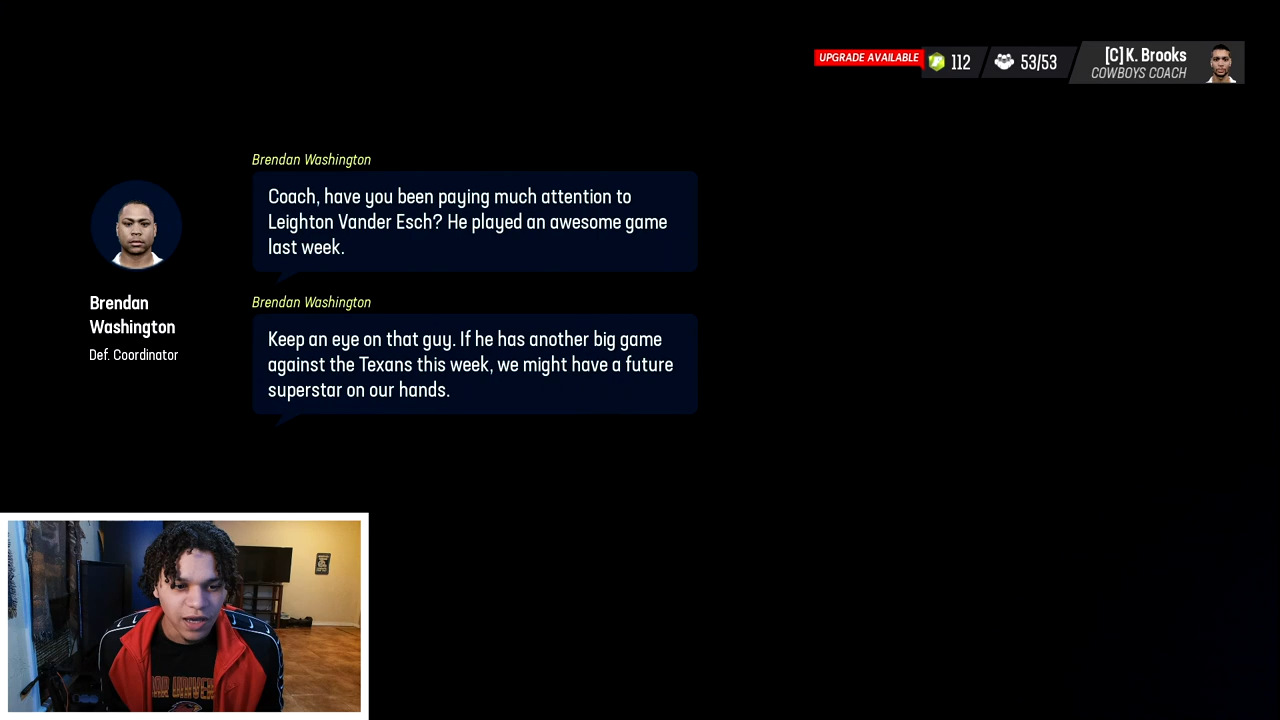 UPGRADE AVAILABLE
112
53/53
[C] K. Brooks
COWBOYS COACH
Brendan Washington
Coach, have you been paying much attention to
Leighton Vander Esch? He played an awesome game
last week.
Brendan
Washington
Def. Coordinator
Brendan Washington
Keep an eye on that guy. If he has another big game
against the Texans this week, we might have a future
superstar on our hands.